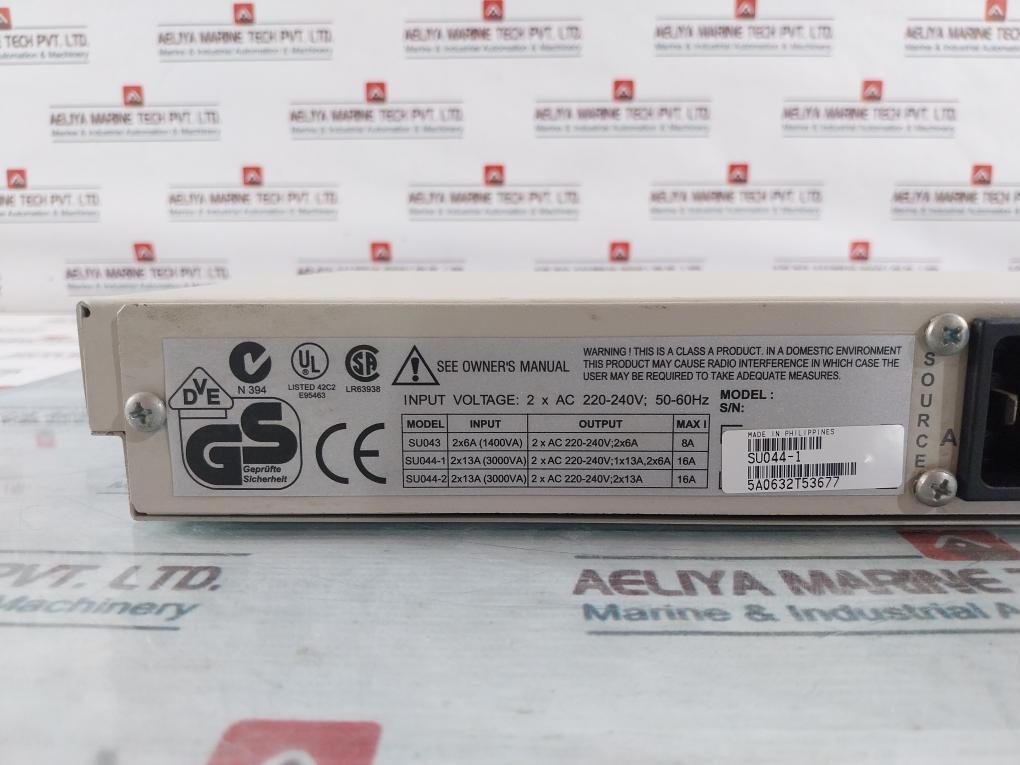 AELIYA MARINE TECH PVT. LTD.
Marine & Industrial Automation & Machinery
VDE
N 394
UL
®
LISTED 42C2
E95463
SA
LR63938
SEE OWNER'S MANUAL
WARNING ! THIS IS A CLASS A PRODUCT. IN A DOMESTIC ENVIRONMENT
THIS PRODUCT MAY CAUSE RADIO INTERFERENCE IN WHICH CASE THE
USER MAY BE REQUIRED TO TAKE ADEQUATE MEASURES.
GS
Geprüfte
Sicherheit
CE
INPUT VOLTAGE: 2 x AC 220-240V; 50-60Hz
MODEL INPUT OUTPUT MAX I
SU043 2x6A (1400VA) 2 x AC 220-240V;2x6A 8A
SU044-1 2x13A (3000VA) 2 x AC 220-240V;1x13A,2x6A 16A
SU044-2 2x13A (3000VA) 2 x AC 220-240V;2x13A 16A
MODEL :
S/N:
MADE IN PHILIPPINES
SU044-1
5A0632T53677
SOURCE
A
PVT. LTD.
Machinery
AELIYA MARINE TE
Marine & Industrial A